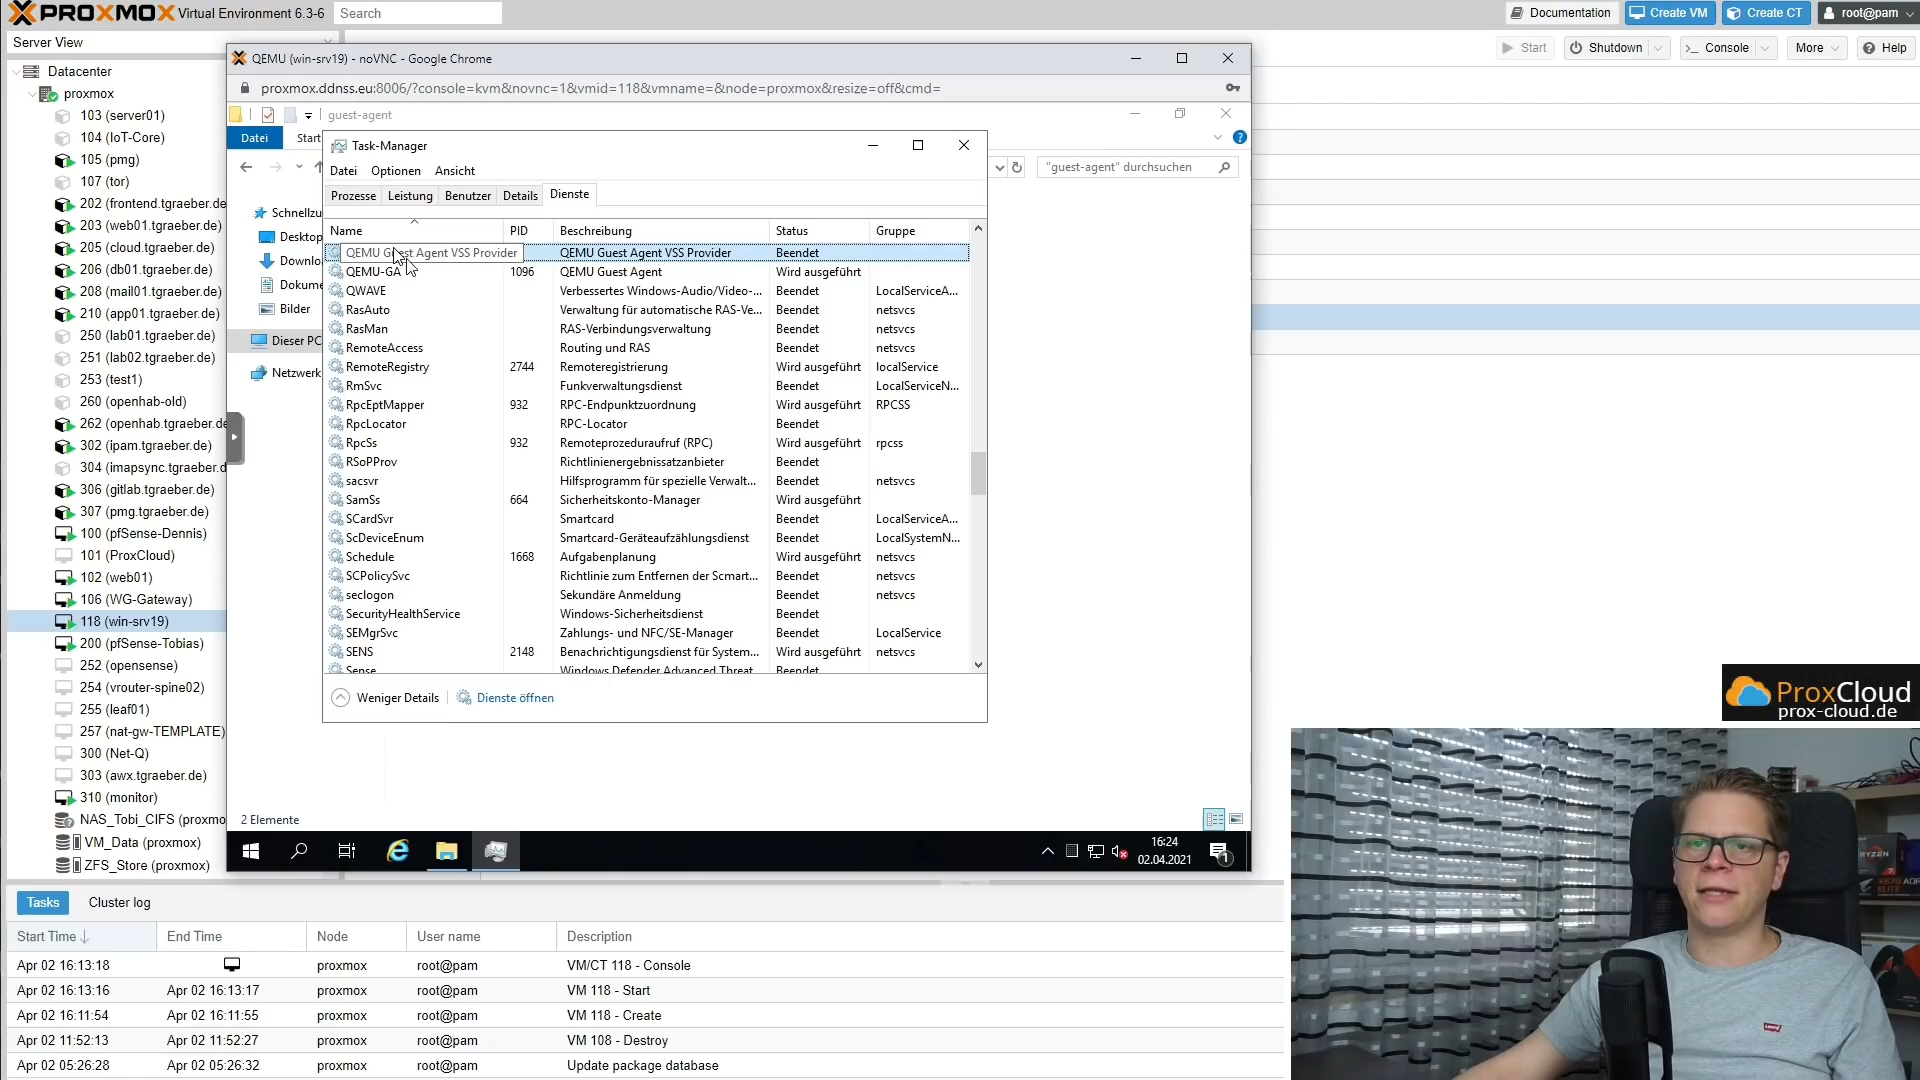 PROXMOX Virtual Environment 6.3-6 Search Documentation Create VM Create CT root@pam
Server View
Start Shutdown Console More Help
Datacenter
proxmox
103 (server01)
104 (IoT-Core)
105 (pmg)
107 (tor)
202 (frontend.tgraeber.de
203 (web01.tgraeber.de)
205 (cloud.tgraeber.de)
206 (db01.tgraeber.de)
208 (mail01.tgraeber.de)
210 (app01.tgraeber.de)
250 (lab01.tgraeber.de)
251 (lab02.tgraeber.de)
253 (test1)
260 (openhab-old)
262 (openhab.tgraeber.de
302 (ipam.tgraeber.de)
304 (imapsync.tgraeber.d
306 (gitlab.tgraeber.de)
307 (pmg.tgraeber.de)
100 (pfSense-Dennis)
101 (ProxCloud)
102 (web01)
106 (WG-Gateway)
118 (win-srv19)
200 (pfSense-Tobias)
252 (opensense)
254 (vrouter-spine02)
255 (leaf01)
257 (nat-gw-TEMPLATE)
300 (Net-Q)
303 (awx.tgraeber.de)
310 (monitor)
NAS_Tobi_CIFS (proxmo
VM_Data (proxmox)
ZFS_Store (proxmox)
QEMU (win-srv19) - noVNC - Google Chrome
proxmox.ddnss.eu:8006/?console=kvm&novnc=1&vmid=118&vmname=&node=proxmox&resize=off&cmd=
guest-agent
Datei Start
"guest-agent" durchsuchen
Schnellzu
Desktop
Downlo
Dokume
Bilder
Dieser PC
Netzwerk
2 Elemente
Task-Manager
Datei Optionen Ansicht
Prozesse Leistung Benutzer Details Dienste
Name PID Beschreibung Status Gruppe
QEMU Guest Agent VSS Provider QEMU Guest Agent VSS Provider Beendet
QEMU-GA 1096 QEMU Guest Agent Wird ausgeführt
QWAVE Verbessertes Windows-Audio/Video-... Beendet LocalServiceA...
RasAuto Verwaltung für automatische RAS-Ve... Beendet netsvcs
RasMan RAS-Verbindungsverwaltung Beendet netsvcs
RemoteAccess Routing und RAS Beendet netsvcs
RemoteRegistry 2744 Remoteregistrierung Wird ausgeführt localService
RmSvc Funkverwaltungsdienst Beendet LocalServiceN...
RpcEptMapper 932 RPC-Endpunktzuordnung Wird ausgeführt RPCSS
RpcLocator RPC-Locator Beendet
RpcSs 932 Remoteprozeduraufruf (RPC) Wird ausgeführt rpcss
RSoPProv Richtlinienergebnissatzanbieter Beendet
sacsvr Hilfsprogramm für spezielle Verwalt... Beendet netsvcs
SamSs 664 Sicherheitskonto-Manager Wird ausgeführt
SCardSvr Smartcard Beendet LocalServiceA...
ScDeviceEnum Smartcard-Geräteaufzählungsdienst Beendet LocalSystemN...
Schedule 1668 Aufgabenplanung Wird ausgeführt netsvcs
SCPolicySvc Richtlinie zum Entfernen der Scmart... Beendet netsvcs
seclogon Sekundäre Anmeldung Beendet netsvcs
SecurityHealthService Windows-Sicherheitsdienst Beendet
SEMgrSvc Zahlungs- und NFC/SE-Manager Beendet LocalService
SENS 2148 Benachrichtigungsdienst für System... Wird ausgeführt netsvcs
Sense Windows Defender Advanced Threat Beendet
Weniger Details Dienste öffnen
16:24
02.04.2021
1
ProxCloud
prox-cloud.de
RYZEN
Levi's
Tasks Cluster log
Start Time End Time Node User name Description
Apr 02 16:13:18 proxmox root@pam VM/CT 118 - Console
Apr 02 16:13:16 Apr 02 16:13:17 proxmox root@pam VM 118 - Start
Apr 02 16:11:54 Apr 02 16:11:55 proxmox root@pam VM 118 - Create
Apr 02 11:52:13 Apr 02 11:52:27 proxmox root@pam VM 108 - Destroy
Apr 02 05:26:28 Apr 02 05:26:32 proxmox root@pam Update package database